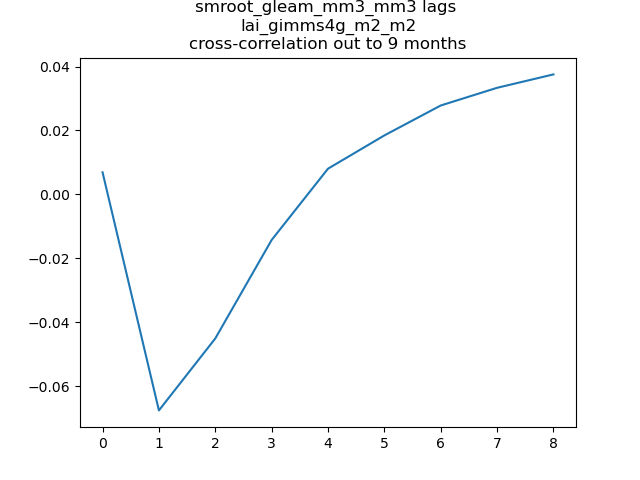 smroot_gleam_mm3_mm3 lags
lai_gimms4g_m2_m2
cross-correlation out to 9 months
0.04
0.02
0.00
−0.02
−0.04
−0.06
0 1 2 3 4 5 6 7 8